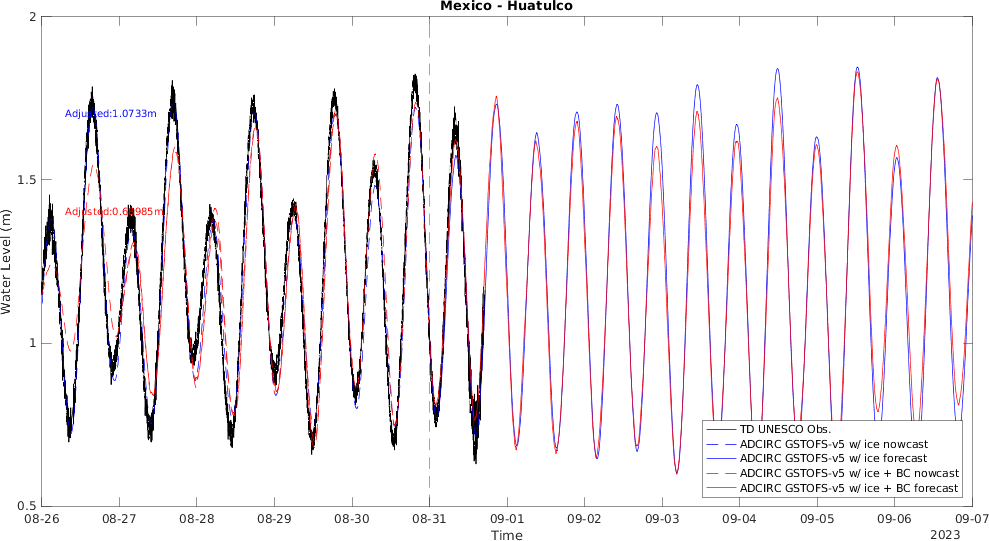 Mexico - Huatulco
2
1.5
1
0.5
Water Level (m)
Adjusted:1.0733m
08-26
08-27
08-28
08-29
08-30
08-31
09-01
09-02
09-03
09-04
09-05
09-06
09-07
Time
2023
TD UNESCO Obs.
ADCIRC GSTOFS-v5 w/ ice nowcast
ADCIRC GSTOFS-v5 w/ ice forecast
ADCIRC GSTOFS-v5 w/ ice + BC nowcast
ADCIRC GSTOFS-v5 w/ ice + BC forecast